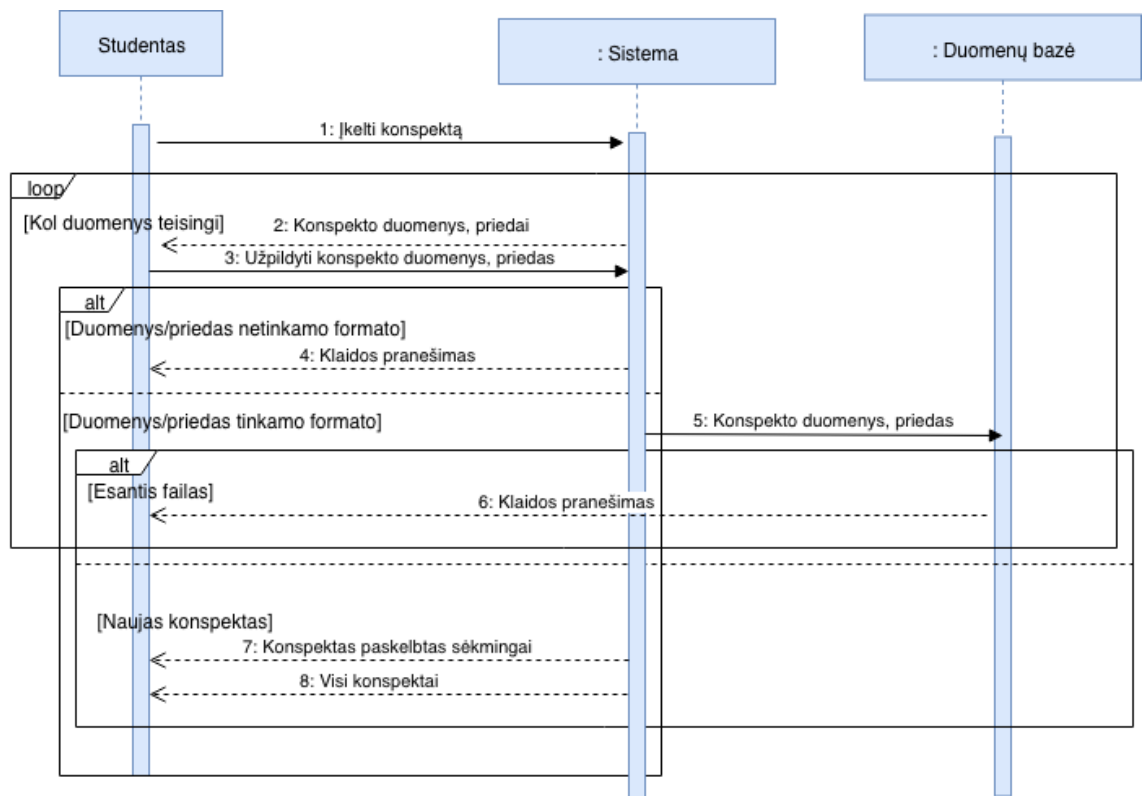 Studentas
: Sistema
: Duomenų bazė
1: Įkelti konspektą
loop
[Kol duomenys teisingi]
2: Konspekto duomenys, priedai
3: Užpildyti konspekto duomenys, priedas
alt
[Duomenys/priedas netinkamo formato]
4: Klaidos pranešimas
[Duomenys/priedas tinkamo formato]
5: Konspekto duomenys, priedas
alt
[Esantis failas]
6: Klaidos pranešimas
[Naujas konspektas]
7: Konspektas paskelbtas sėkmingai
8: Visi konspektai